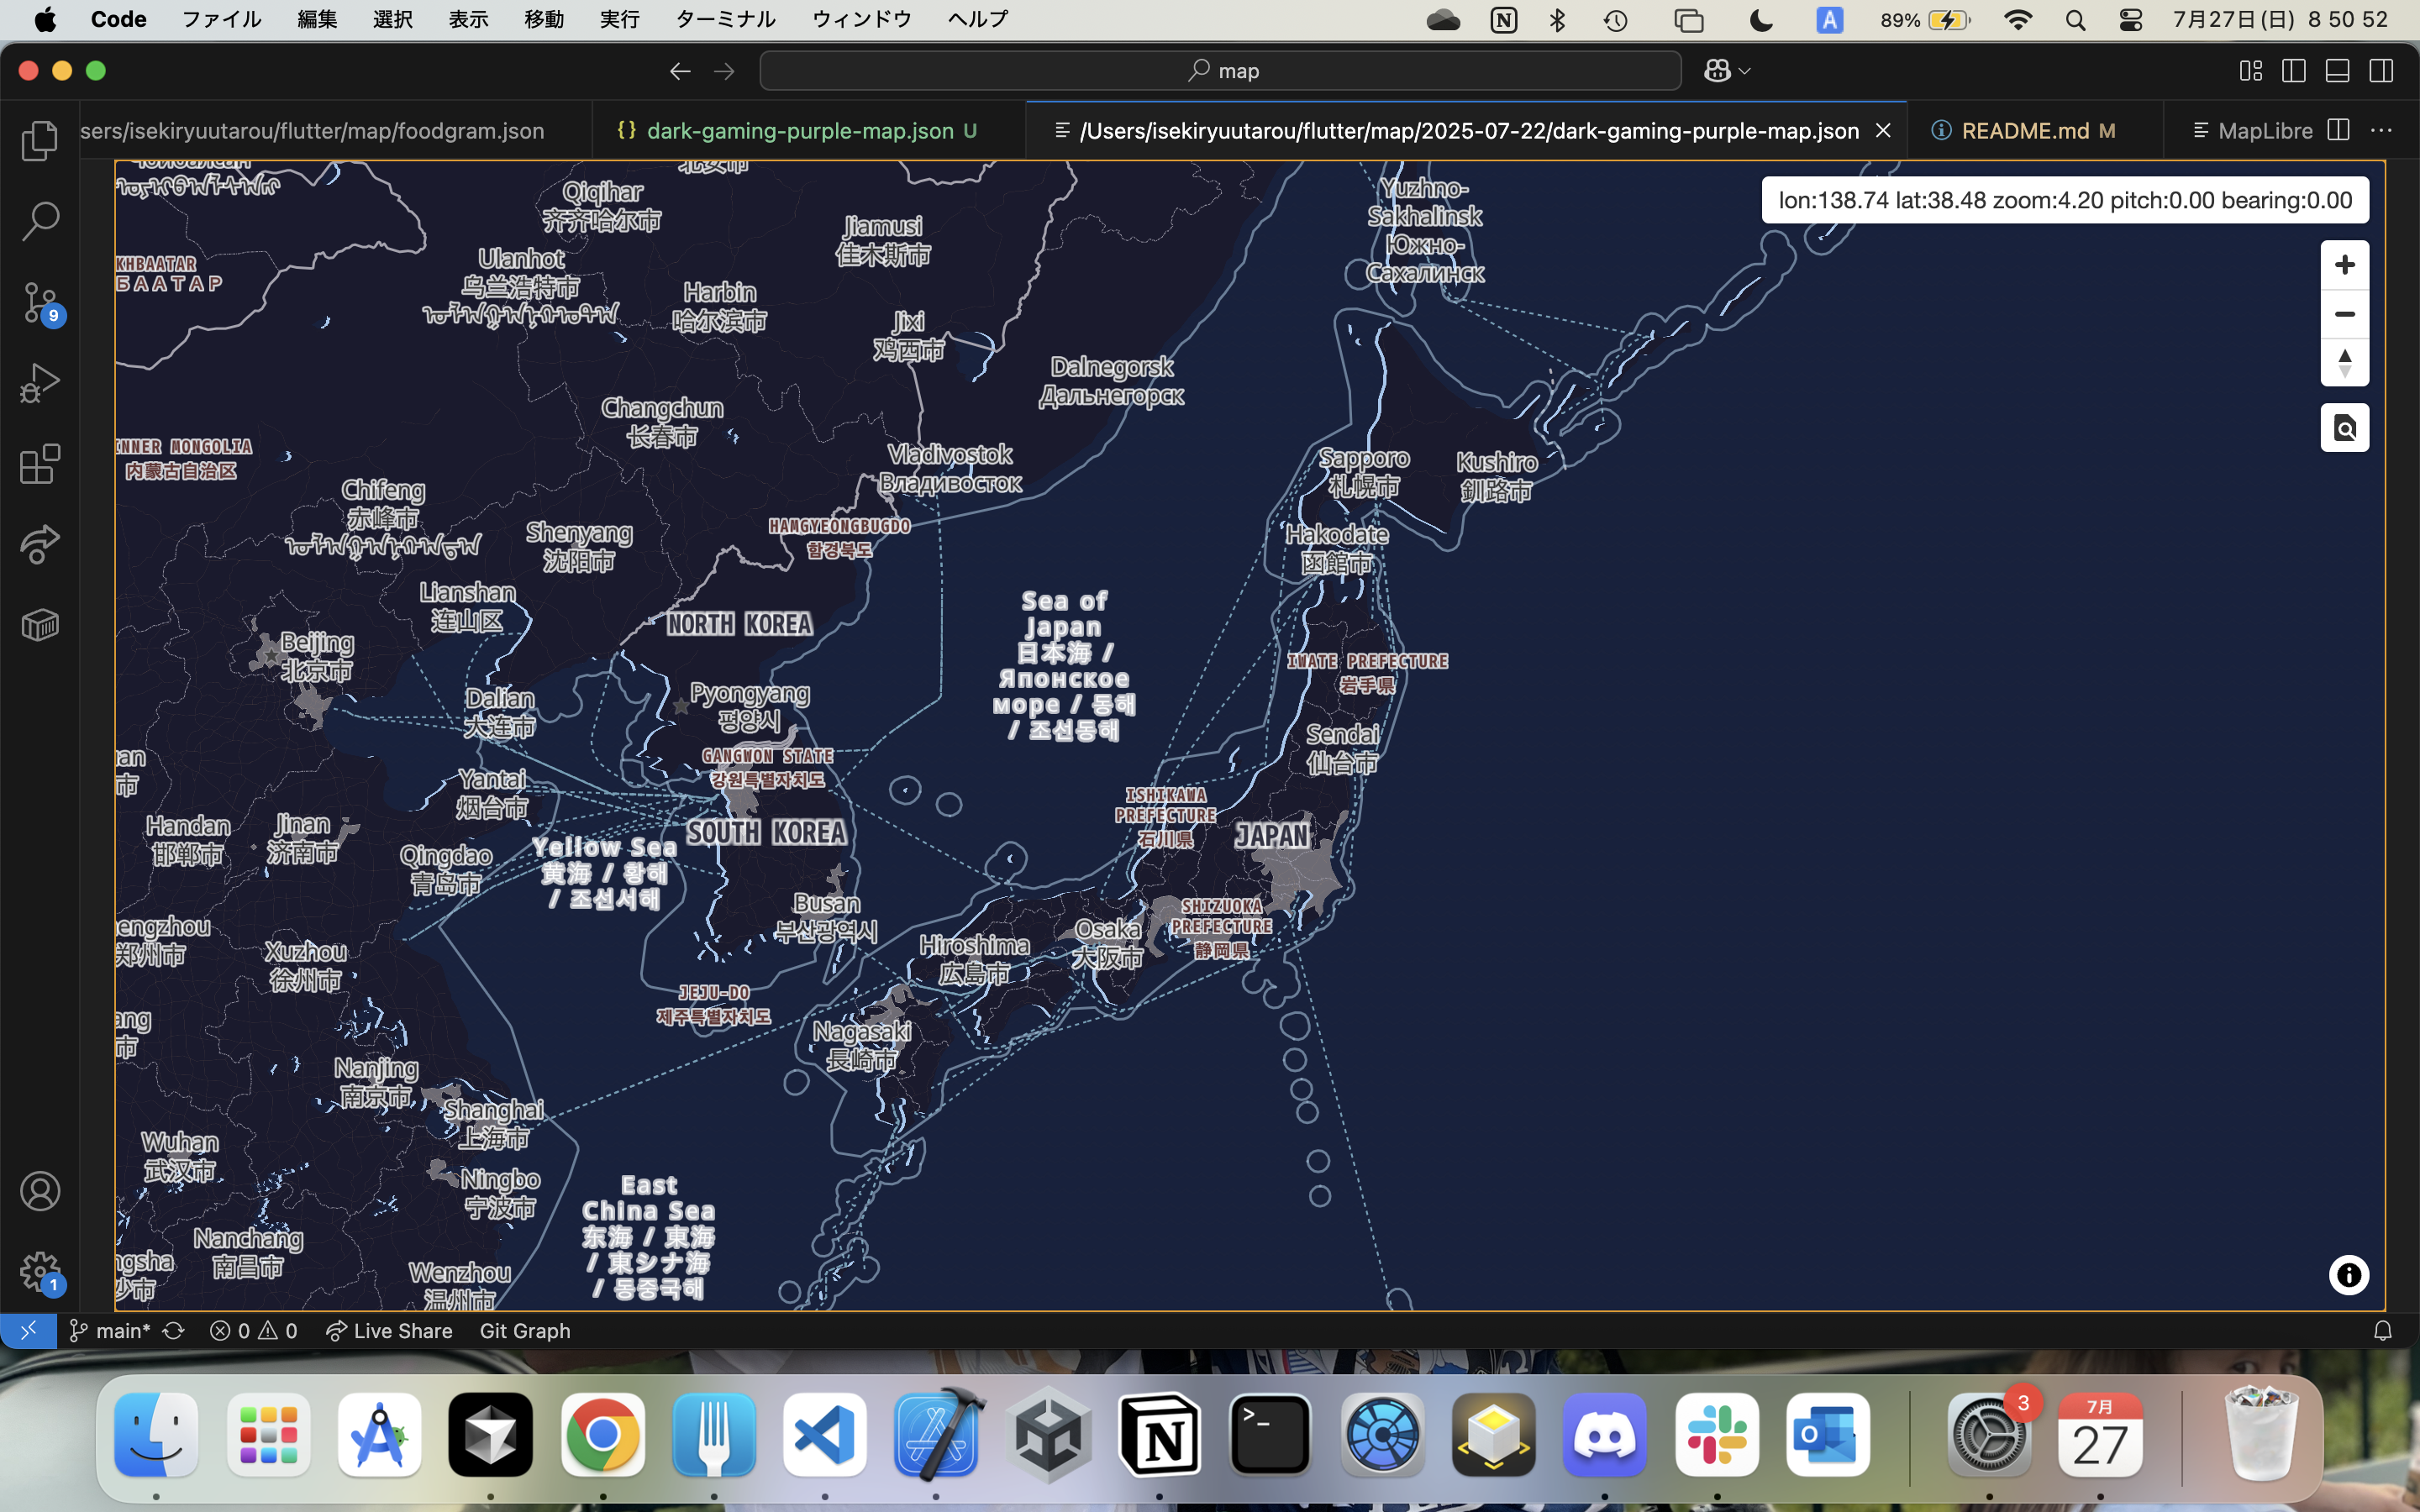 Code ファイル 編集 選択 表示 移動 実行 ターミナル ウィンドウ ヘルプ
A 89% 7月27日(日) 8 50 52
map
sers/isekiryuutarou/flutter/map/foodgram.json
{} dark-gaming-purple-map.json U
/Users/isekiryuutarou/flutter/map/2025-07-22/dark-gaming-purple-map.json
README.md M
MapLibre
lon:138.74 lat:38.48 zoom:4.20 pitch:0.00 bearing:0.00
9
1
Qiqihar
齐齐哈尔市
Jiamusi
佳木斯市
Yuzhno-
Sakhalinsk
Южно-
Сахалинск
KHBAATAR
БААТАР
Ulanhot
乌兰浩特市
Harbin
哈尔滨市
Jixi
鸡西市
Dalnegorsk
Дальнегорск
Changchun
长春市
INNER MONGOLIA
内蒙古自治区
Vladivostok
Владивосток
Sapporo
札幌市
Kushiro
釧路市
Chifeng
赤峰市
Shenyang
沈阳市
HAMGYEONGBUGDO
함경북도
Hakodate
函館市
Lianshan
连山区
NORTH KOREA
Sea of
Japan
日本海 /
Японское
море / 동해
/ 조선동해
Beijing
北京市
IWATE PREFECTURE
岩手県
Dalian
大连市
Pyongyang
평양시
Sendai
仙台市
GANGWON STATE
강원특별자치도
Yantai
烟台市
ISHIKAWA
PREFECTURE
石川県
Handan
邯郸市
Jinan
济南市
SOUTH KOREA
JAPAN
Qingdao
青岛市
Yellow Sea
黄海 / 황해
/ 조선서해
Busan
부산광역시
SHIZUOKA
PREFECTURE
静岡県
engzhou
郑州市
Xuzhou
徐州市
Hiroshima
広島市
Osaka
大阪市
JEJU-DO
제주특별자치도
ang
市
Nagasaki
長崎市
Nanjing
南京市
Shanghai
上海市
Wuhan
武汉市
Ningbo
宁波市
East
China Sea
东海 / 東海
/ 東シナ海
/ 동중국해
Nanchang
南昌市
ngsha
沙市
Wenzhou
温州市
main* 0 0 Live Share Git Graph
3
7月
27